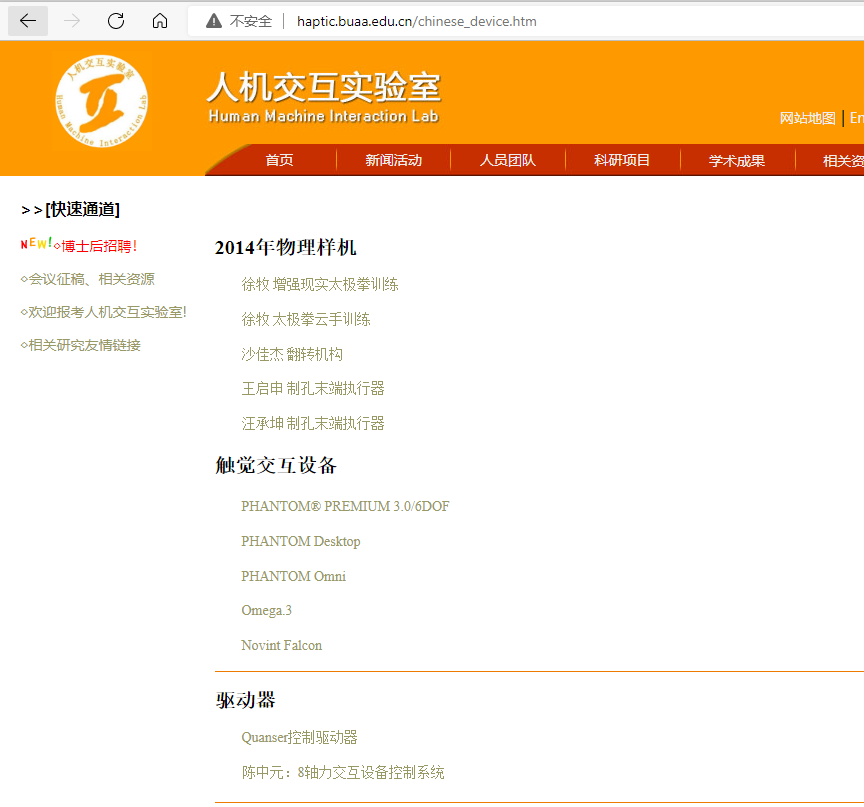 不安全 haptic.buaa.edu.cn/chinese_device.htm
人机交互实验室
Human Machine Interaction Lab
人机交互实验室
Human Machine Interaction Lab
网站地图 | En
首页 新闻活动 人员团队 科研项目 学术成果 相关资
>>[快速通道]
NEW!◇博士后招聘!
◇会议征稿、相关资源
◇欢迎报考人机交互实验室!
◇相关研究友情链接
2014年物理样机
徐牧 增强现实太极拳训练
徐牧 太极拳云手训练
沙佳杰 翻转机构
王启申 制孔末端执行器
汪承坤 制孔末端执行器
触觉交互设备
PHANTOM® PREMIUM 3.0/6DOF
PHANTOM Desktop
PHANTOM Omni
Omega.3
Novint Falcon
驱动器
Quanser控制驱动器
陈中元：8轴力交互设备控制系统